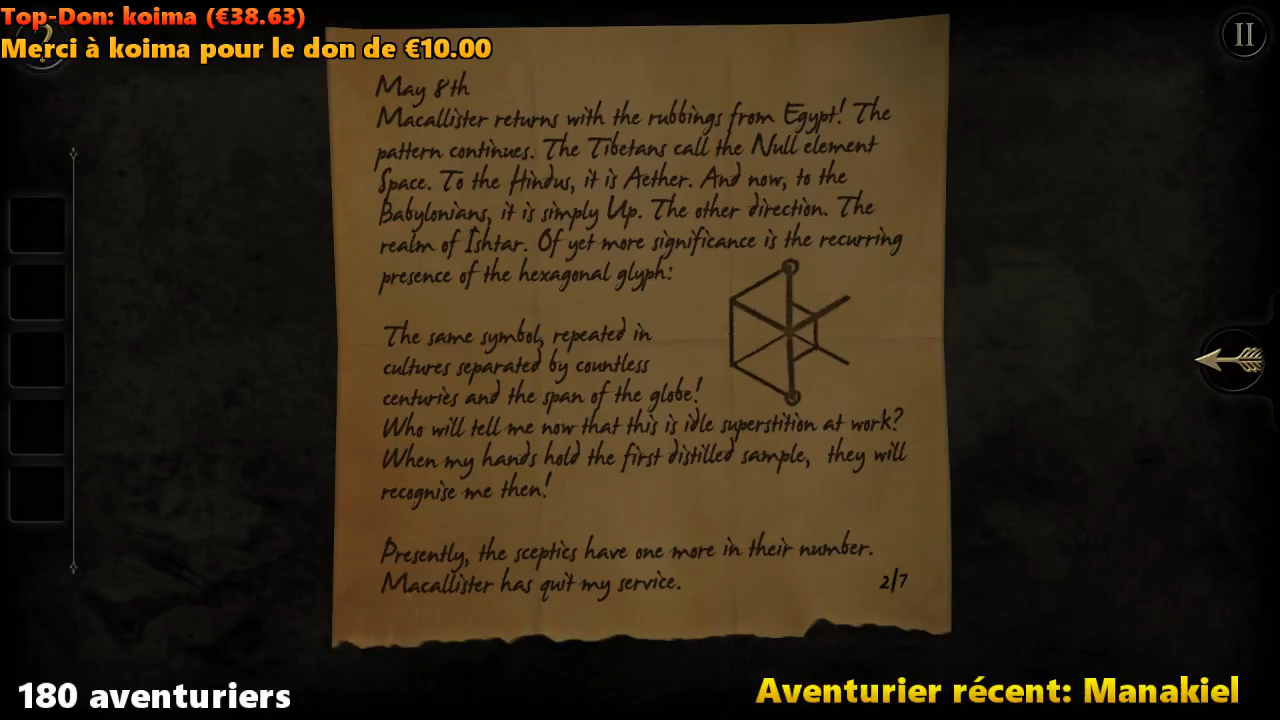 Top-Don: koima (€38.63)
Merci à koima pour le don de €10.00
?
May 8th
Macallister returns with the rubbings from Egypt! The
pattern continues. The Tibetans call the Null element
Space. To the Hindus, it is Aether. And now, to the
Babylonians, it is simply Up. The other direction. The
realm of Ishtar. Of yet more significance is the recurring
presence of the hexagonal glyph:
The same symbol, repeated in
cultures separated by countless
centuries and the span of the globe!
Who will tell me now that this is idle superstition at work?
When my hands hold the first distilled sample, they will
recognise me then!
Presently, the sceptics have one more in their number.
Macallister has quit my service.
2/7
180 aventuriers
Aventurier récent: Manakiel